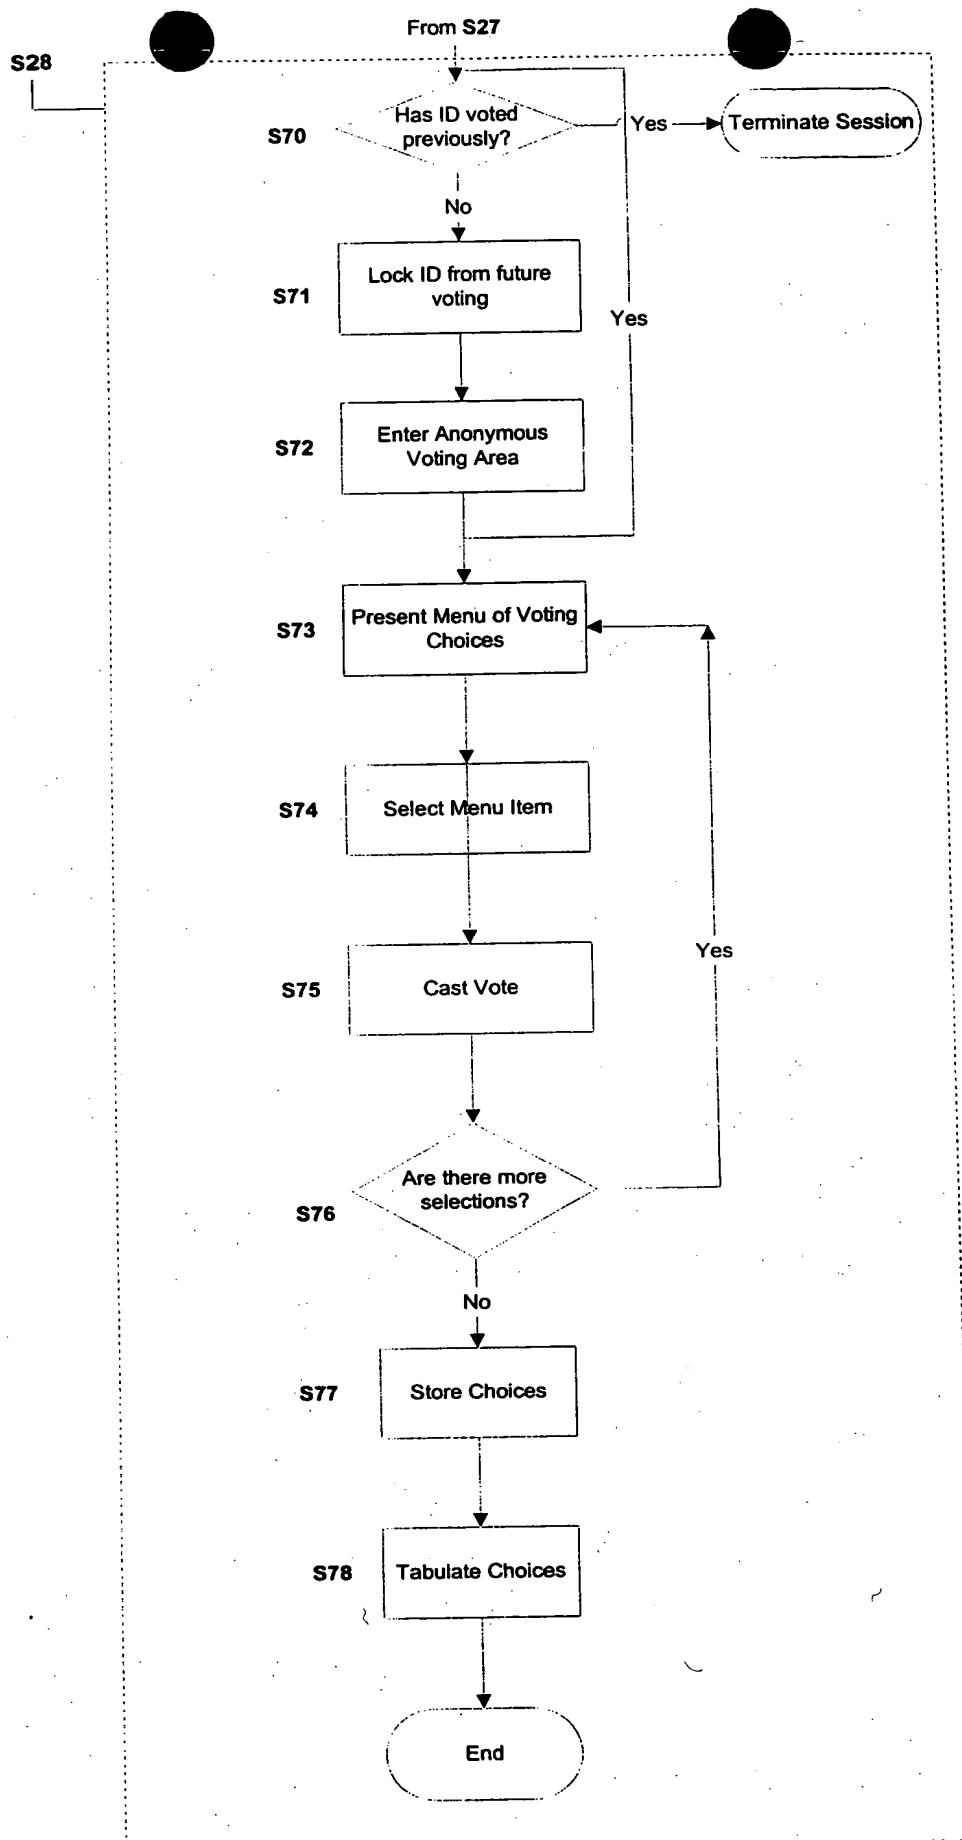 From S27
S28
S70
Has ID voted
previously?
Yes
Terminate Session
No
S71
Lock ID from future
voting
Yes
S72
Enter Anonymous
Voting Area
S73
Present Menu of Voting
Choices
S74
Select Menu Item
Yes
S75
Cast Vote
S76
Are there more
selections?
No
S77
Store Choices
S78
Tabulate Choices
End